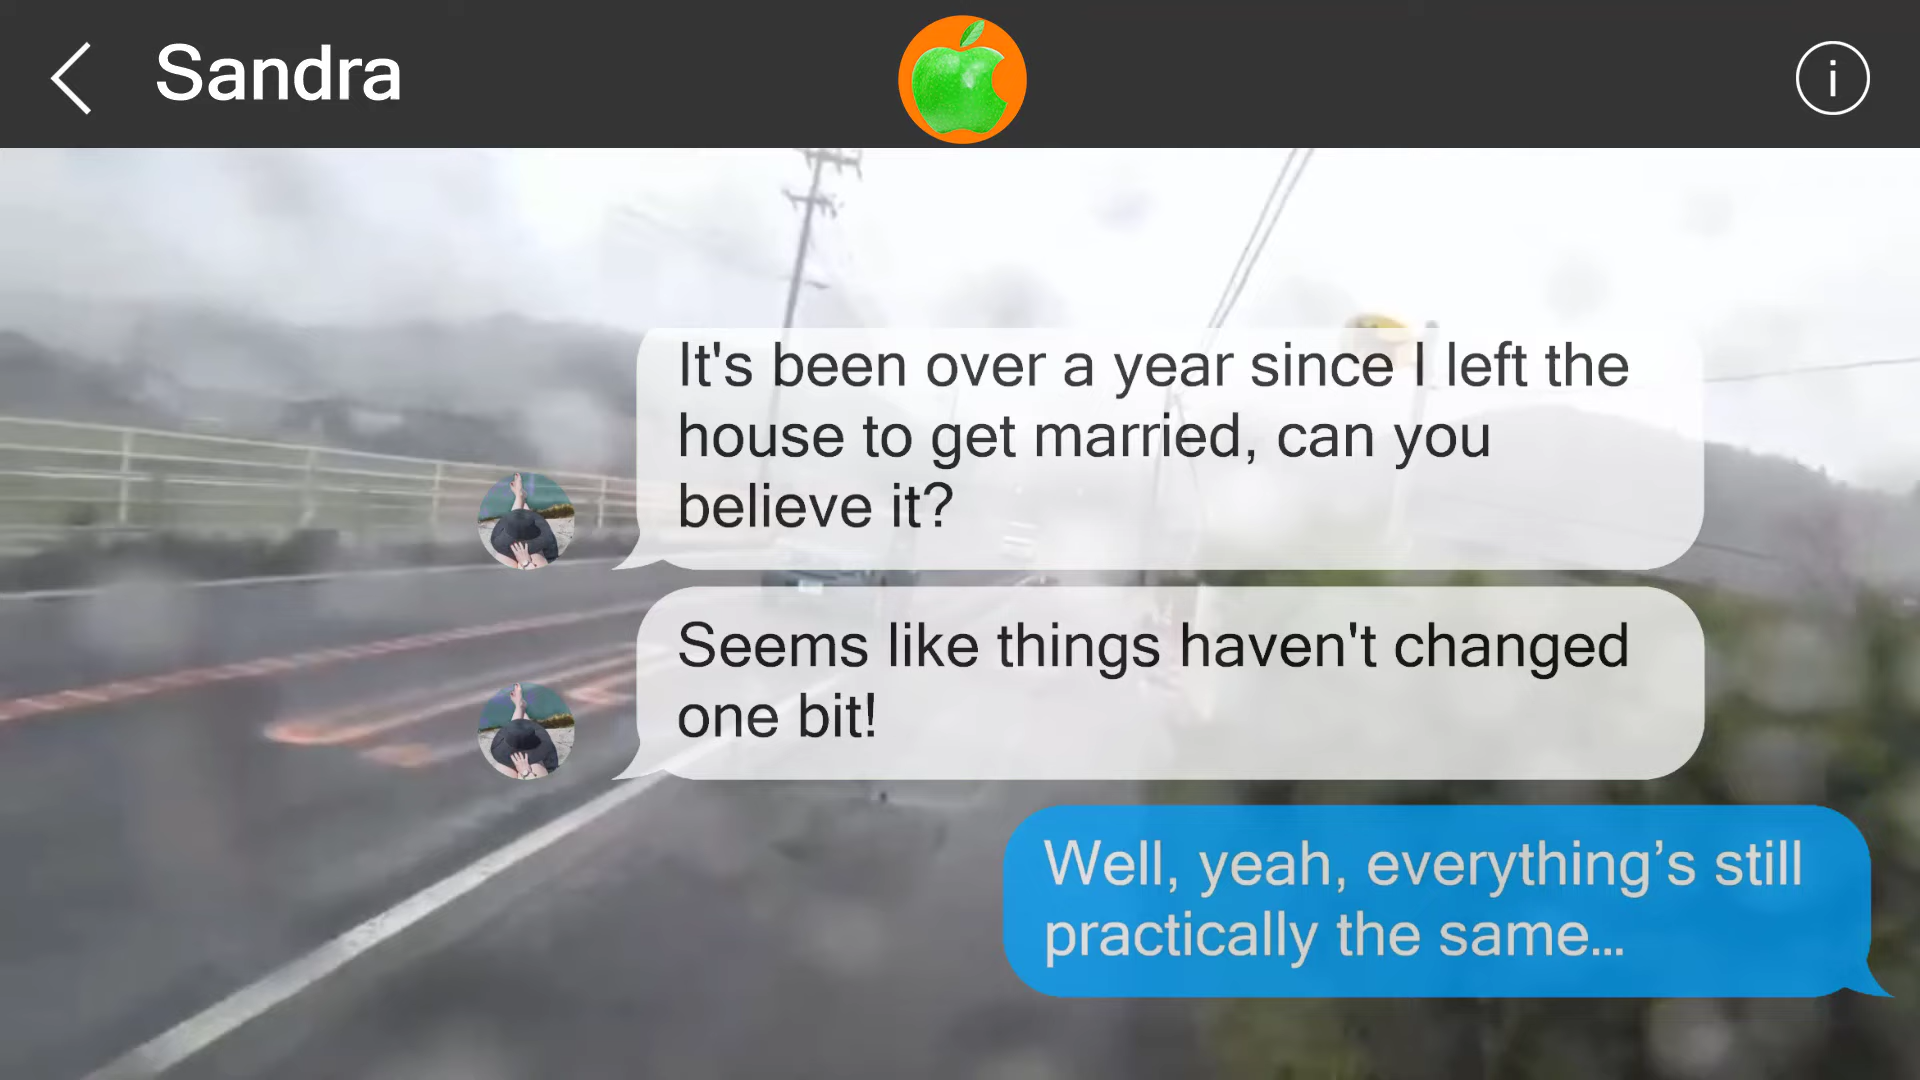 Sandra
It's been over a year since I left the
house to get married, can you
believe it?
Seems like things haven't changed
one bit!
Well, yeah, everything’s still
practically the same...